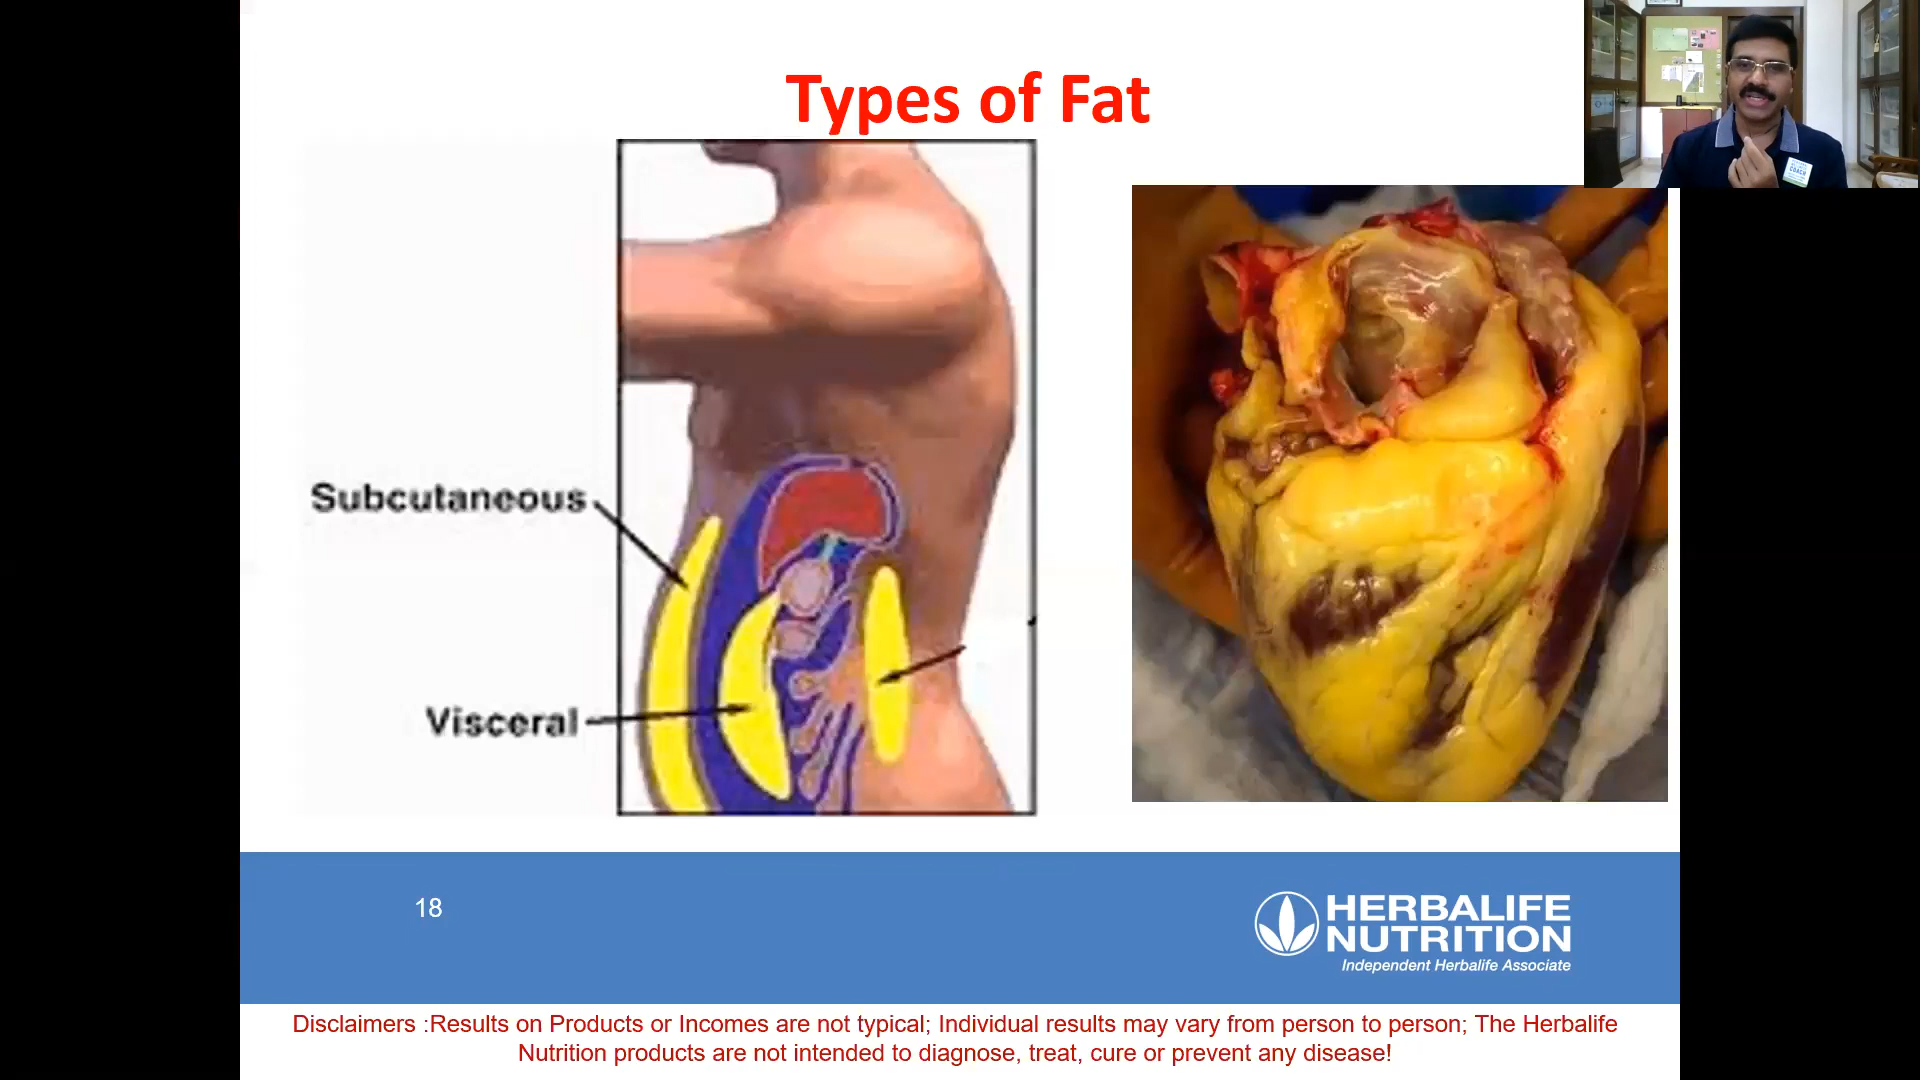 Types of Fat
COACH
Subcutaneous
Visceral
18
HERBALIFE
NUTRITION
Independent Herbalife Associate
Disclaimers :Results on Products or Incomes are not typical; Individual results may vary from person to person; The Herbalife
Nutrition products are not intended to diagnose, treat, cure or prevent any disease!